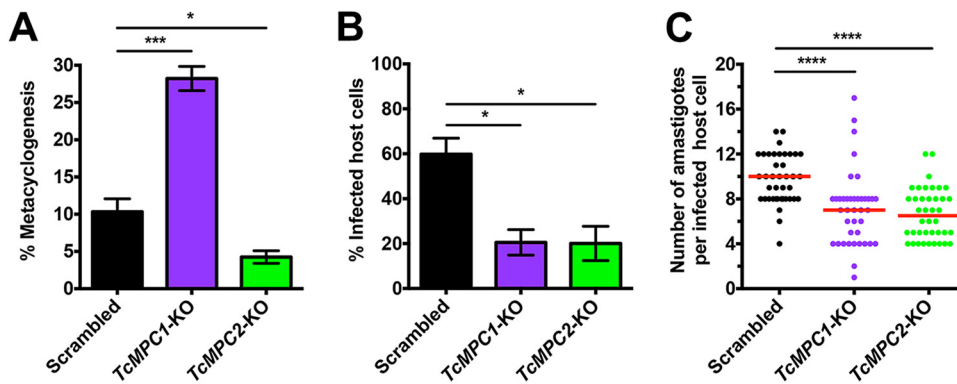 A
*
***
% Metacyclogenesis
30
25
20
15
10
5
0
Scrambled
TcMPC1-KO
TcMPC2-KO
B
*
*
% Infected host cells
100
80
60
40
20
0
Scrambled
TcMPC1-KO
TcMPC2-KO
C
****
****
Number of amastigotes
per infected host cell
20
16
12
8
4
0
Scrambled
TcMPC1-KO
TcMPC2-KO